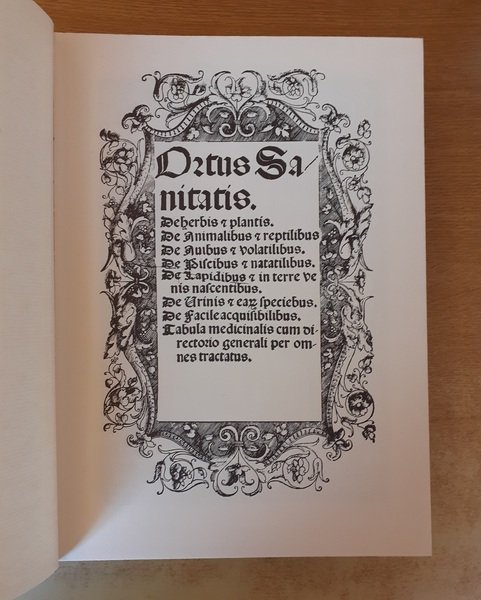 Ortus Sa/
nitatis.
De herbis ⁊ plantis.
De Animalibus ⁊ reptilibus
De Auibus ⁊ volatilibus.
De Piscibus ⁊ natatilibus.
De Lapidibus ⁊ in terre ve
nis nascentibus.
De Urinis ⁊ eaꝝ speciebus.
De Facile acquisibilibus.
Tabula medicinalis cum di-
rectorio generali per om
nes tractatus.